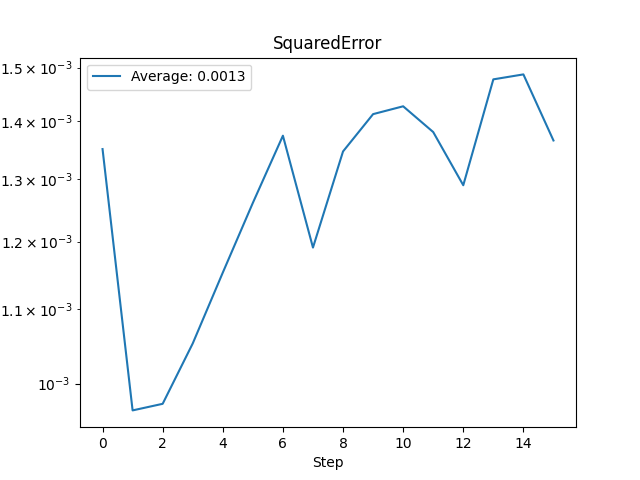 SquaredError
Average: 0.0013
1.5 × 10⁻³
1.4 × 10⁻³
1.3 × 10⁻³
1.2 × 10⁻³
1.1 × 10⁻³
10⁻³
0 2 4 6 8 10 12 14
Step